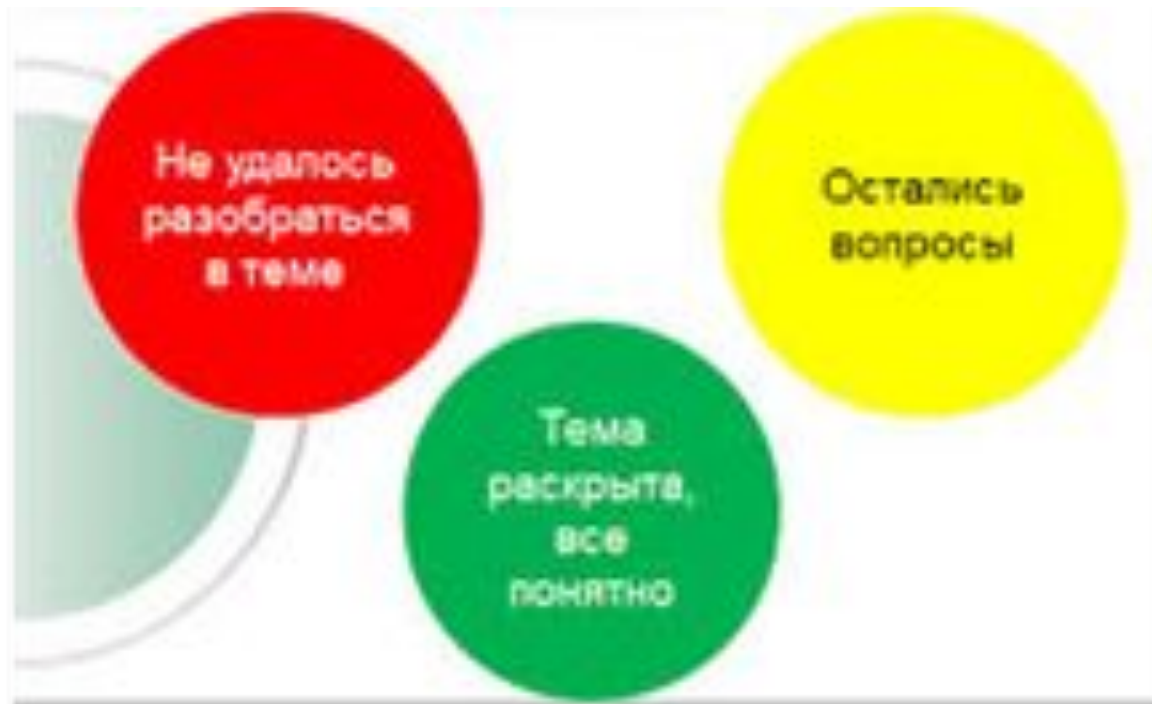 Не удалось
разобраться
в теме
Остались
вопросы
Тема
раскрыта,
все
понятно